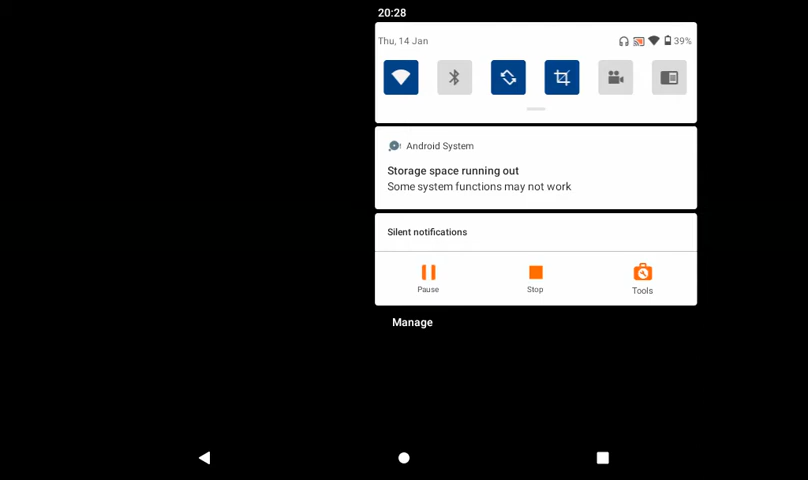 20:28
Thu, 14 Jan
39%
Android System
Storage space running out
Some system functions may not work
Silent notifications
Pause
Stop
Tools
Manage